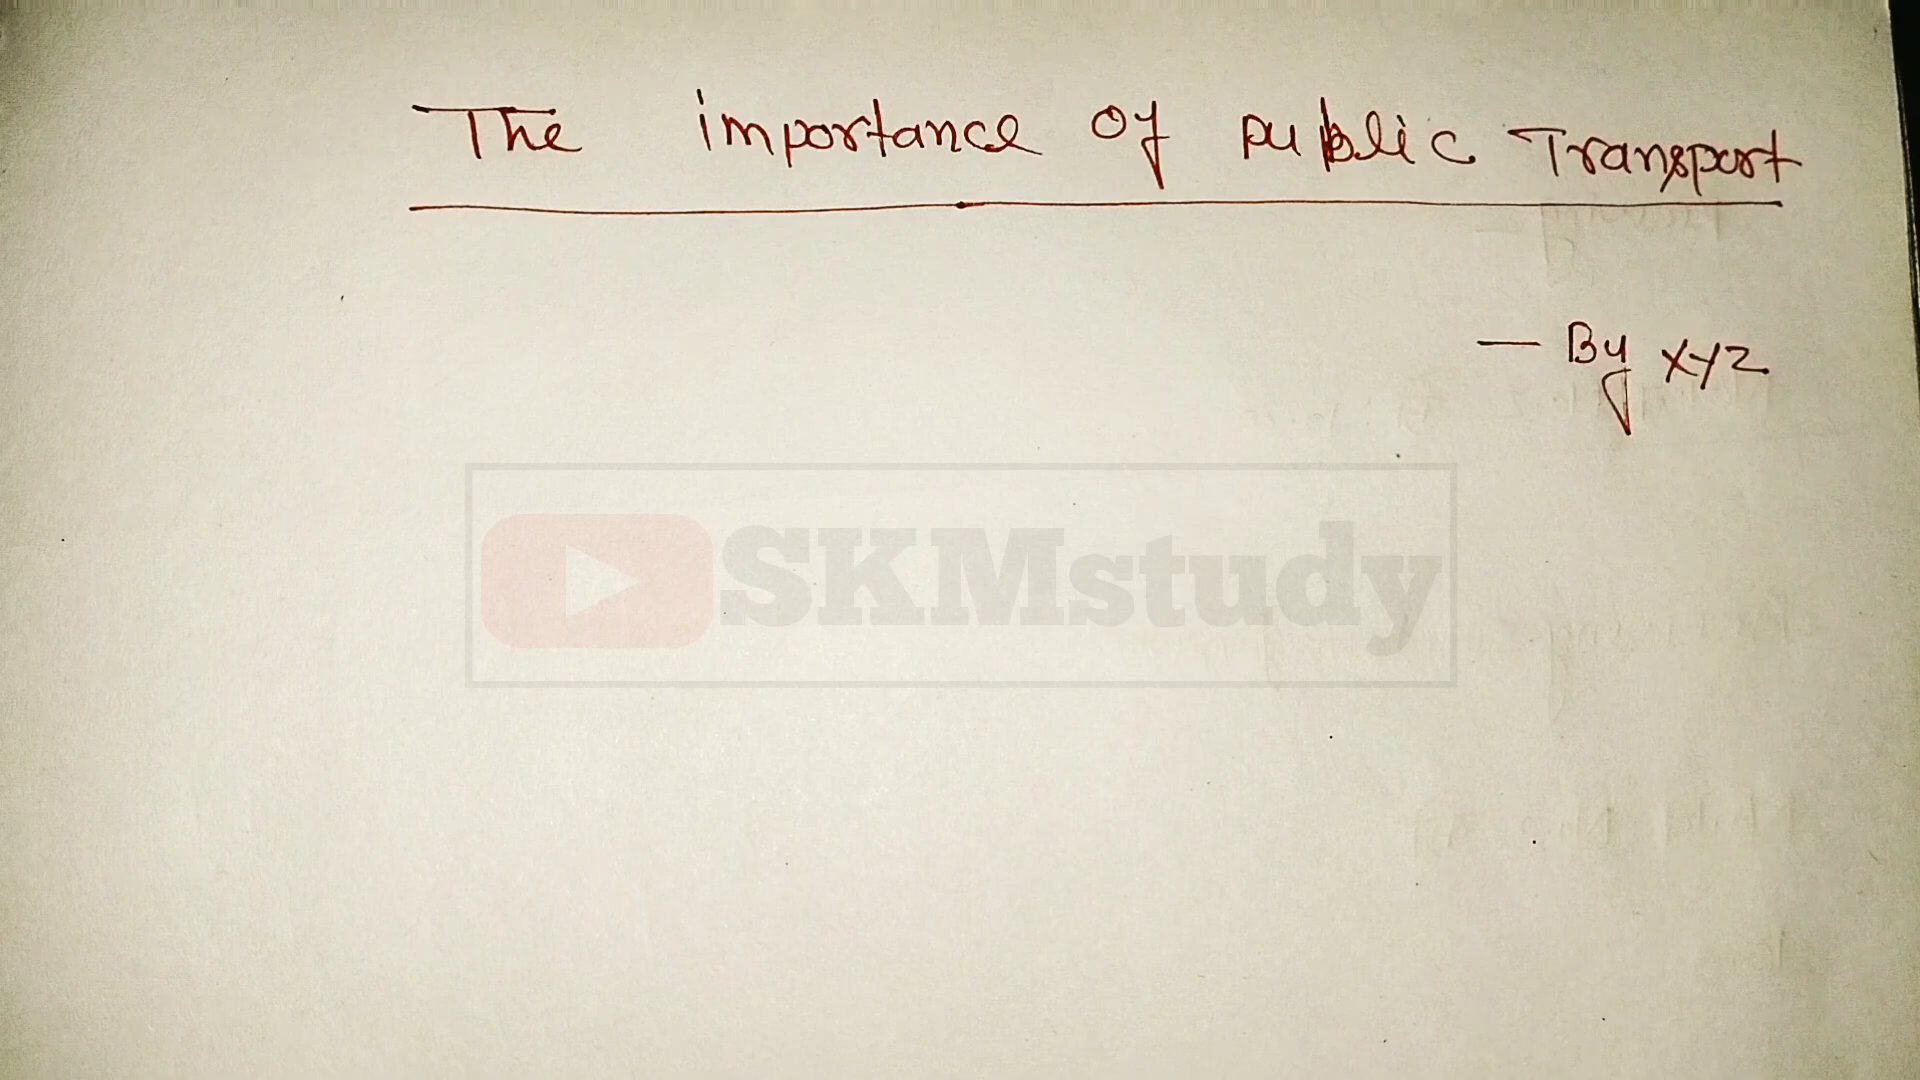 The importance of public Transport
— By XYZ
SKMstudy